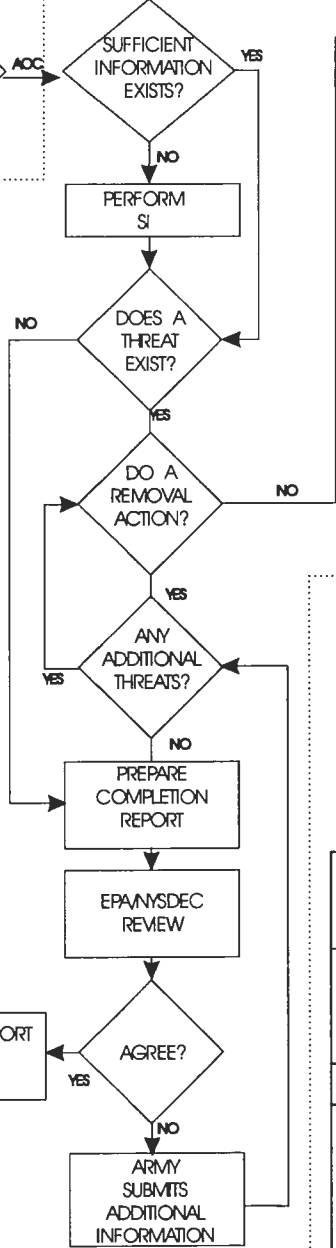 AOC
SUFFICIENT
INFORMATION
EXISTS?
YES
NO
PERFORM
SI
NO
DOES A
THREAT
EXIST?
YES
DO A
REMOVAL
ACTION?
NO
YES
ANY
ADDITIONAL
THREATS?
YES
NO
PREPARE
COMPLETION
REPORT
EPA/NYSDEC
REVIEW
ORT
AGREE?
YES
NO
ARMY
SUBMITS
ADDITIONAL
INFORMATION